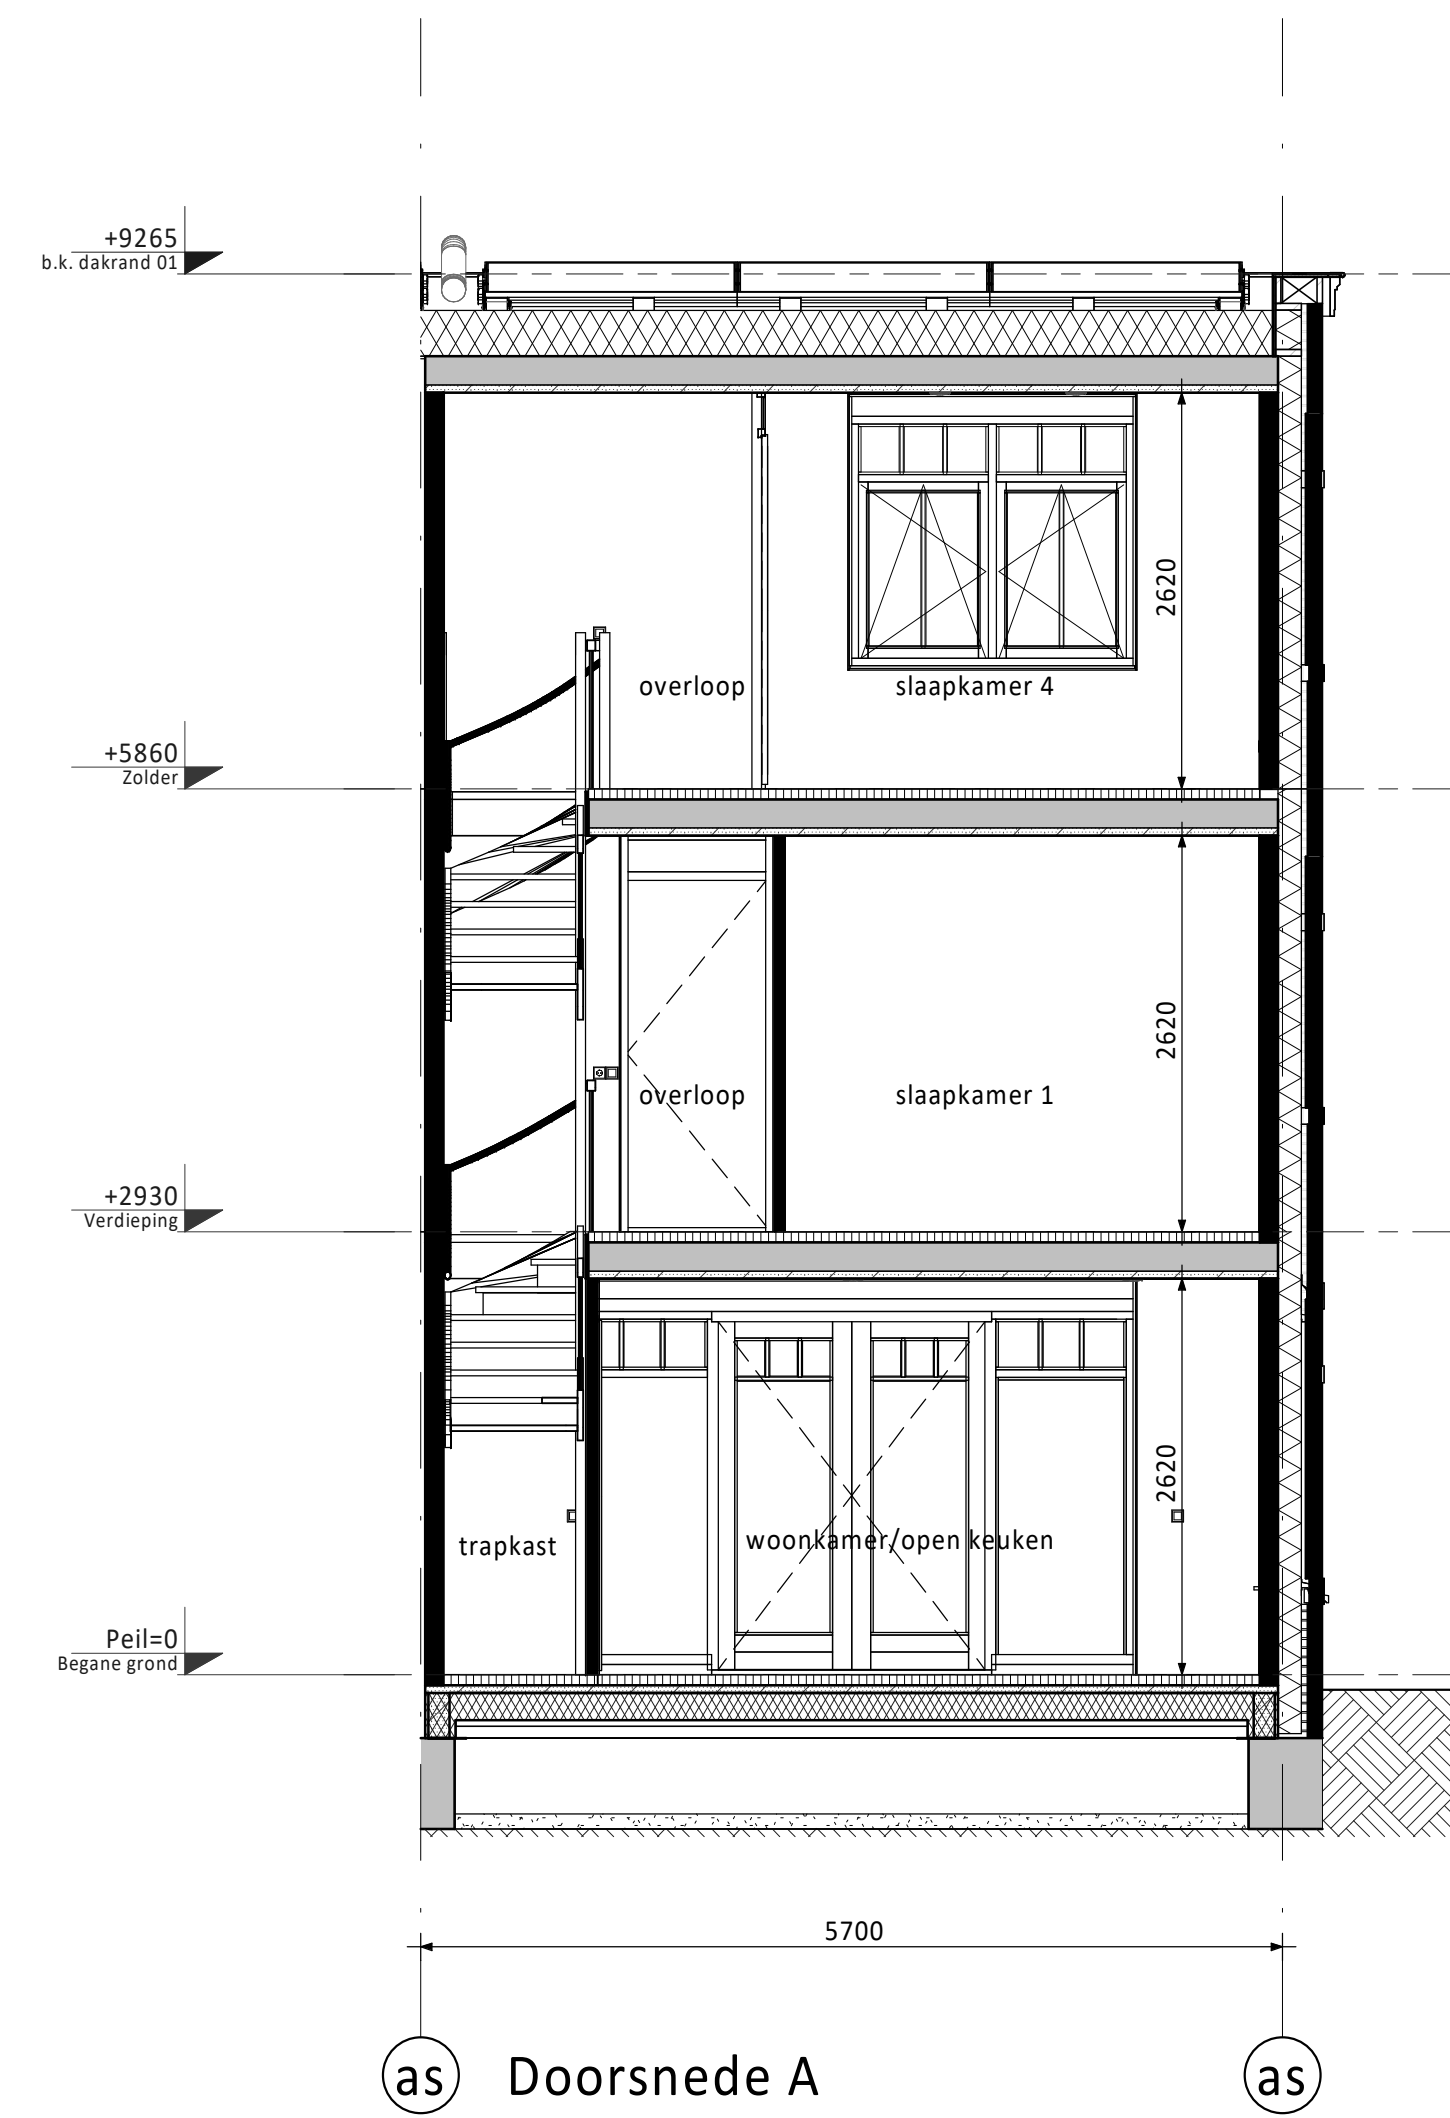 +9265
b.k. dakrand 01
2620
overloop
slaapkamer 4
+5860
Zolder
2620
overloop
slaapkamer 1
+2930
Verdieping
2620
trapkast
woonkamer/open keuken
Peil=0
Begane grond
5700
as
Doorsnede A
as